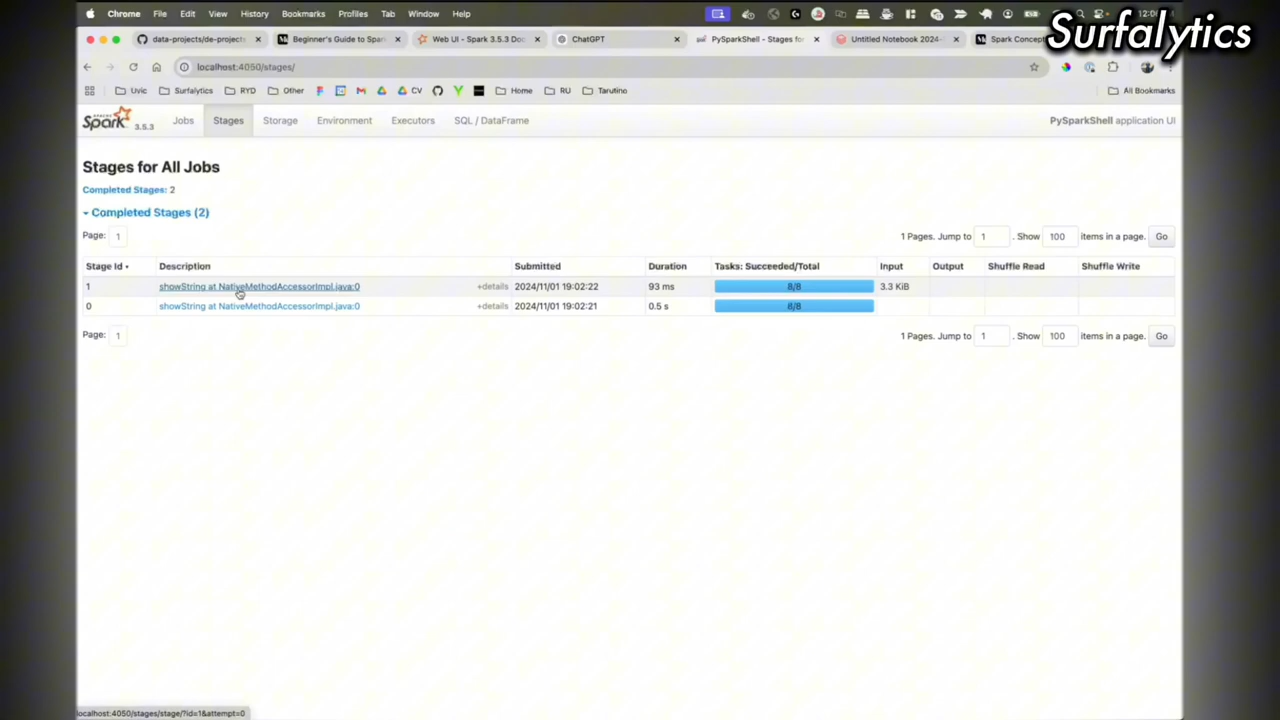 Chrome File Edit View History Bookmarks Profiles Tab Window Help
Surfalytics
data-projects/de-projects Beginner's Guide to Spar Web UI - Spark 3.5.3 Doc ChatGPT PySparkShell - Stages for Untitled Notebook 2024- Spark Concep
localhost:4050/stages/
Uvic Surfalytics RYD Other CV Home RU Tarutino All Bookmarks
APACHE Spark 3.5.3 Jobs Stages Storage Environment Executors SQL / DataFrame PySparkShell application UI
Stages for All Jobs
Completed Stages: 2
Completed Stages (2)
Page: 1 1 Pages. Jump to 1 . Show 100 items in a page. Go
Stage Id Description Submitted Duration Tasks: Succeeded/Total Input Output Shuffle Read Shuffle Write
1 showString at NativeMethodAccessorImpl.java:0 +details 2024/11/01 19:02:22 93 ms 8/8 3.3 KiB
0 showString at NativeMethodAccessorImpl.java:0 +details 2024/11/01 19:02:21 0.5 s 8/8
Page: 1 1 Pages. Jump to 1 . Show 100 items in a page. Go
localhost:4050/stages/stage/?id=1&attempt=0